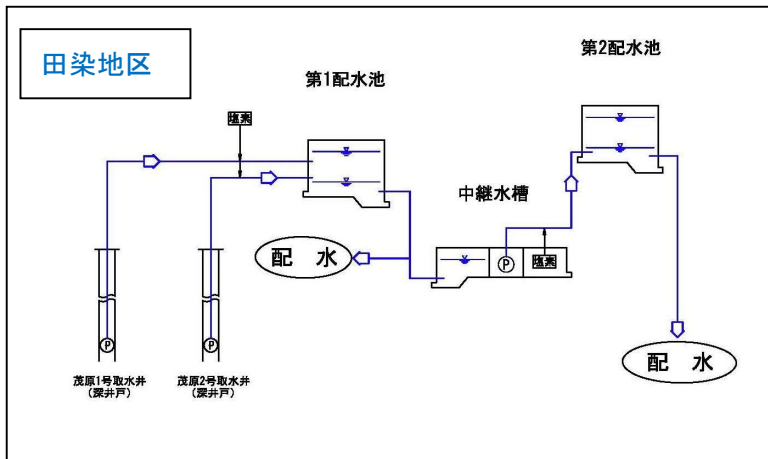 田染地区
第1配水池
第2配水池
塩素
中継水槽
配 水
P
塩素
配 水
P
P
茂原1号取水井
(深井戸)
茂原2号取水井
(深井戸)